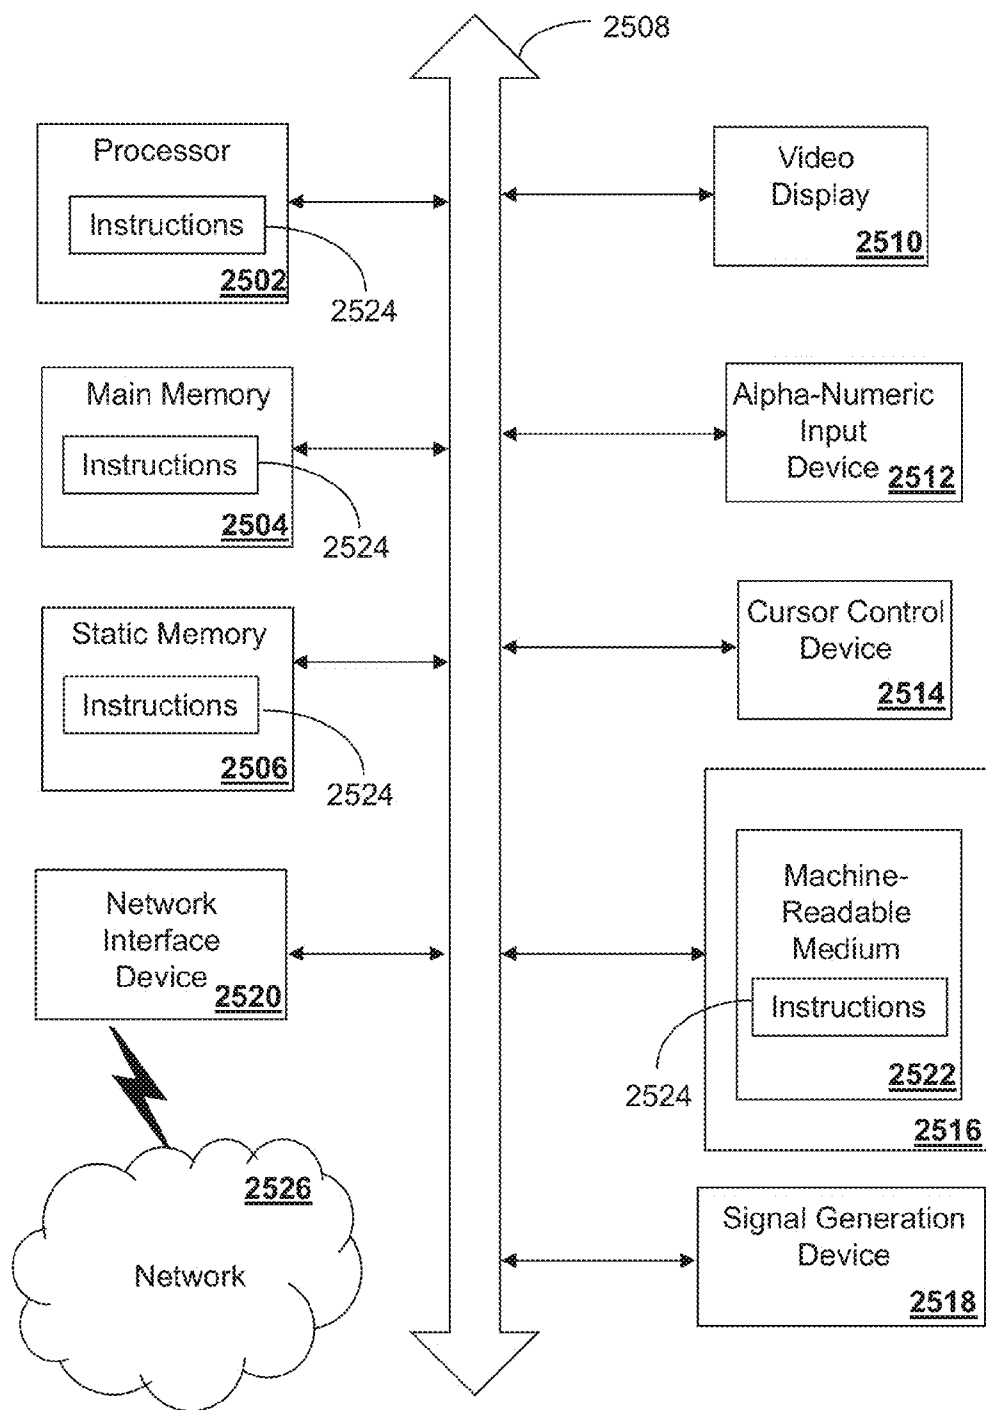 2508
Processor
Instructions
2502
2524
Main Memory
Instructions
2504
2524
Static Memory
Instructions
2506
2524
Network
Interface
Device
2520
2526
Network
Video
Display
2510
Alpha-Numeric
Input
Device
2512
Cursor Control
Device
2514
Machine-
Readable
Medium
Instructions
2524
2522
2516
Signal Generation
Device
2518